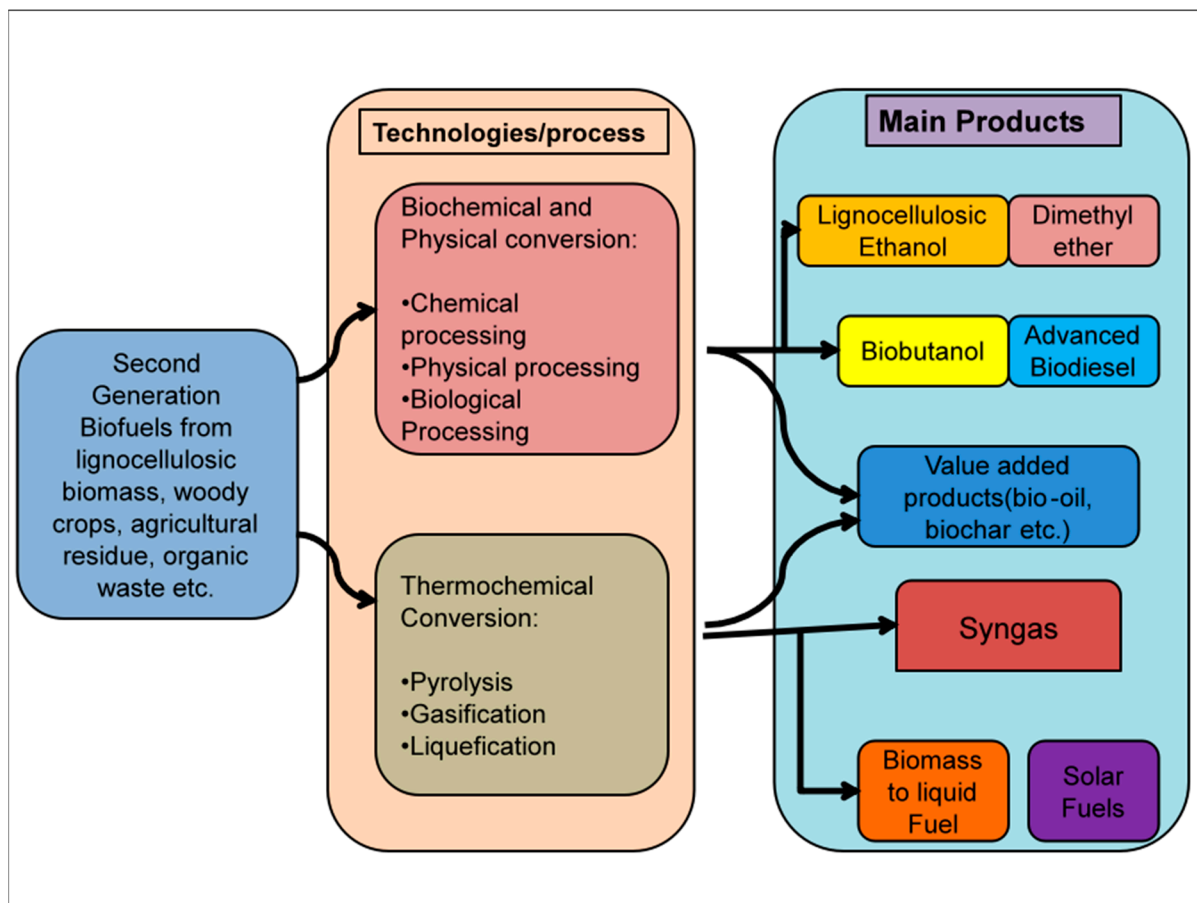 Technologies/process
Main Products
Second
Generation
Biofuels from
lignocellulosic
biomass, woody
crops, agricultural
residue, organic
waste etc.
Biochemical and
Physical conversion:
•Chemical
processing
•Physical processing
•Biological
Processing
Thermochemical
Conversion:
•Pyrolysis
•Gasification
•Liquefication
Lignocellulosic
Ethanol
Dimethyl
ether
Biobutanol
Advanced
Biodiesel
Value added
products(bio-oil,
biochar etc.)
Syngas
Biomass
to liquid
Fuel
Solar
Fuels